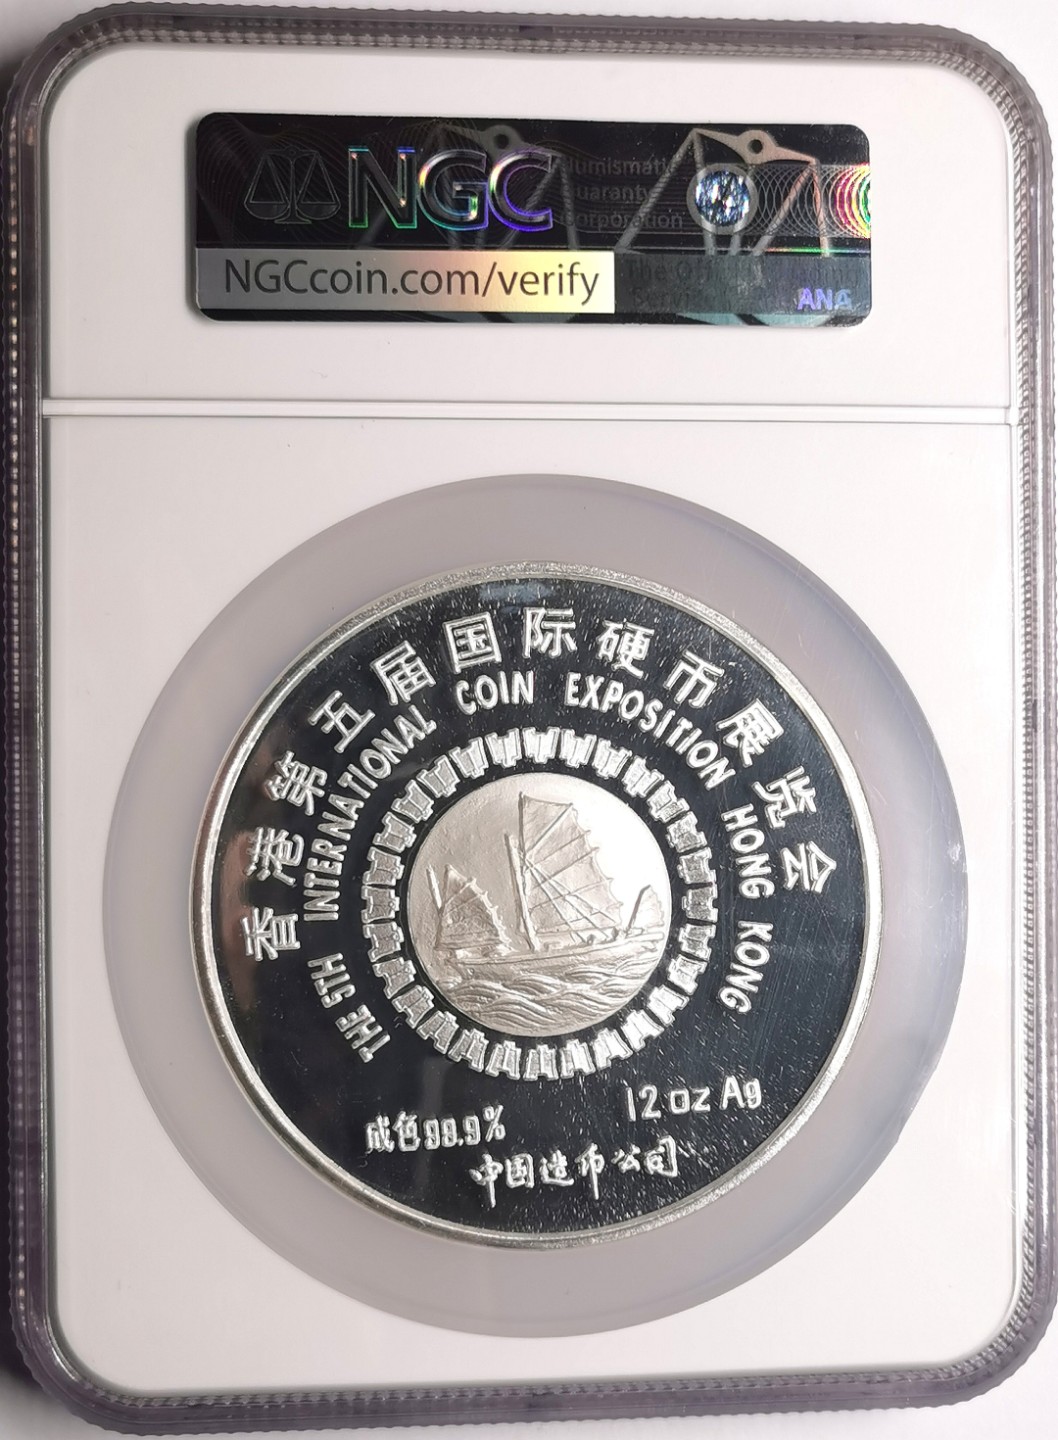 NGC
Numismatic
Guaranty
Corporation
NGCcoin.com/verify
ANA
香港第五届国际硬币展览会
THE 5TH INTERNATIONAL COIN EXPOSITION HONG KONG
成色99.9%
12oz Ag
中国造币公司